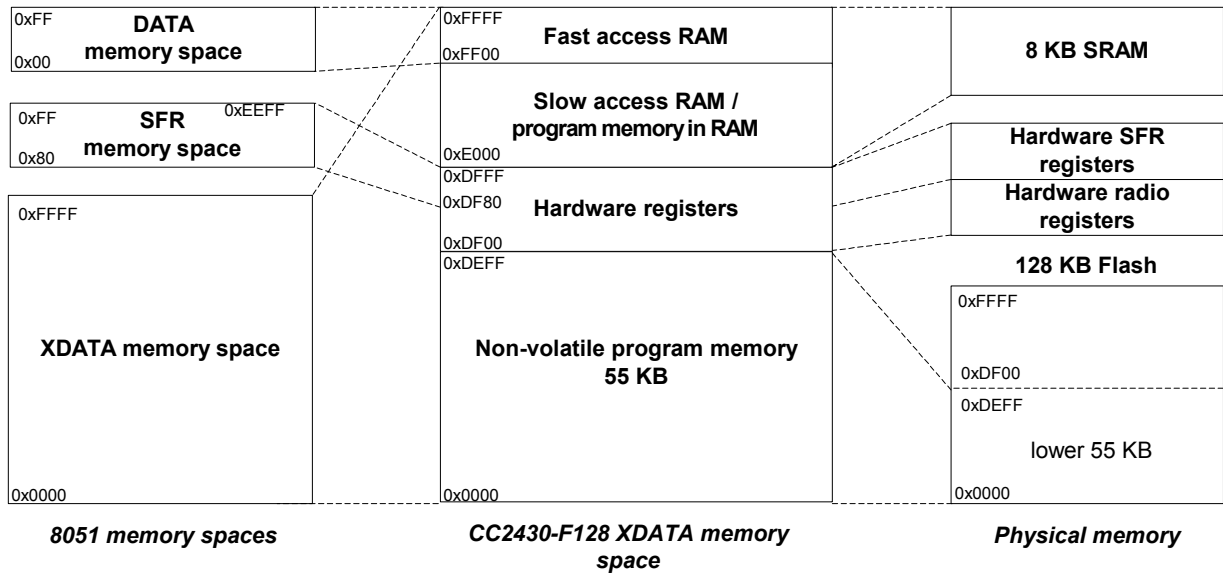 0xFF
DATA
memory space
0x00
0xFF
SFR
0xEEFF
memory space
0x80
0xFFFF
XDATA memory space
0x0000
8051 memory spaces
0xFFFF
Fast access RAM
0xFF00
Slow access RAM /
program memory in RAM
0xE000
0xDFFF
0xDF80
Hardware registers
0xDF00
0xDEFF
Non-volatile program memory
55 KB
0x0000
CC2430-F128 XDATA memory
space
8 KB SRAM
Hardware SFR
registers
Hardware radio
registers
128 KB Flash
0xFFFF
0xDF00
0xDEFF
lower 55 KB
0x0000
Physical memory